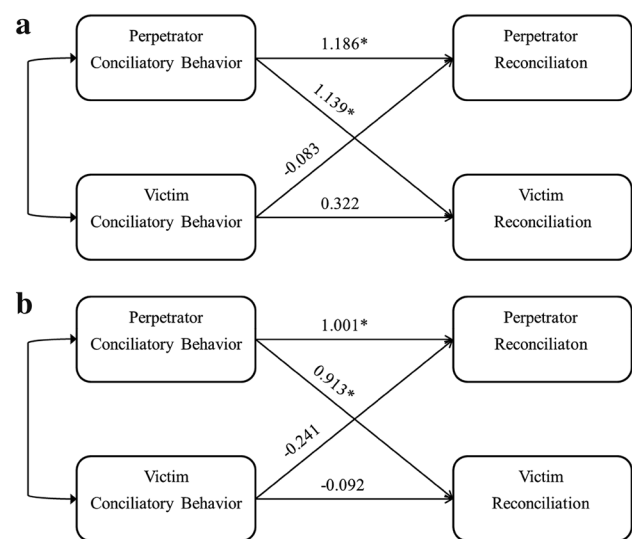 a
Perpetrator
Conciliatory Behavior
1.186*
Perpetrator
Reconciliaton
1.139*
-0.083
Victim
Conciliatory Behavior
0.322
Victim
Reconciliation
b
Perpetrator
Conciliatory Behavior
1.001*
Perpetrator
Reconciliaton
0.913*
-0.241
Victim
Conciliatory Behavior
-0.092
Victim
Reconciliation